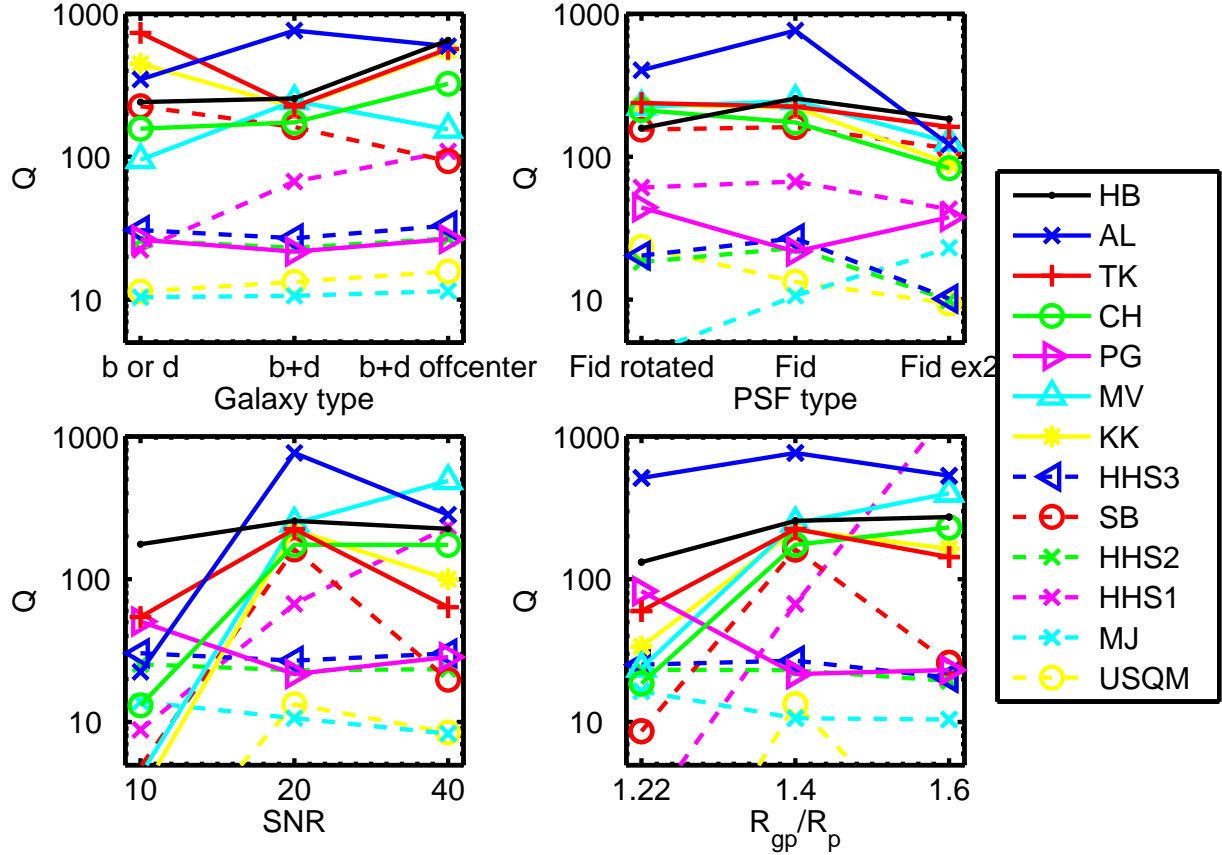 1000
100
10
Q
b or d
b+d
b+d offcenter
Galaxy type
1000
100
10
Q
Fid rotated
Fid
Fid ex2
PSF type
1000
100
10
Q
10
20
40
SNR
1000
100
10
Q
1.22
1.4
1.6
R_gp/R_p
HB
AL
TK
CH
PG
MV
KK
HHS3
SB
HHS2
HHS1
MJ
USQM